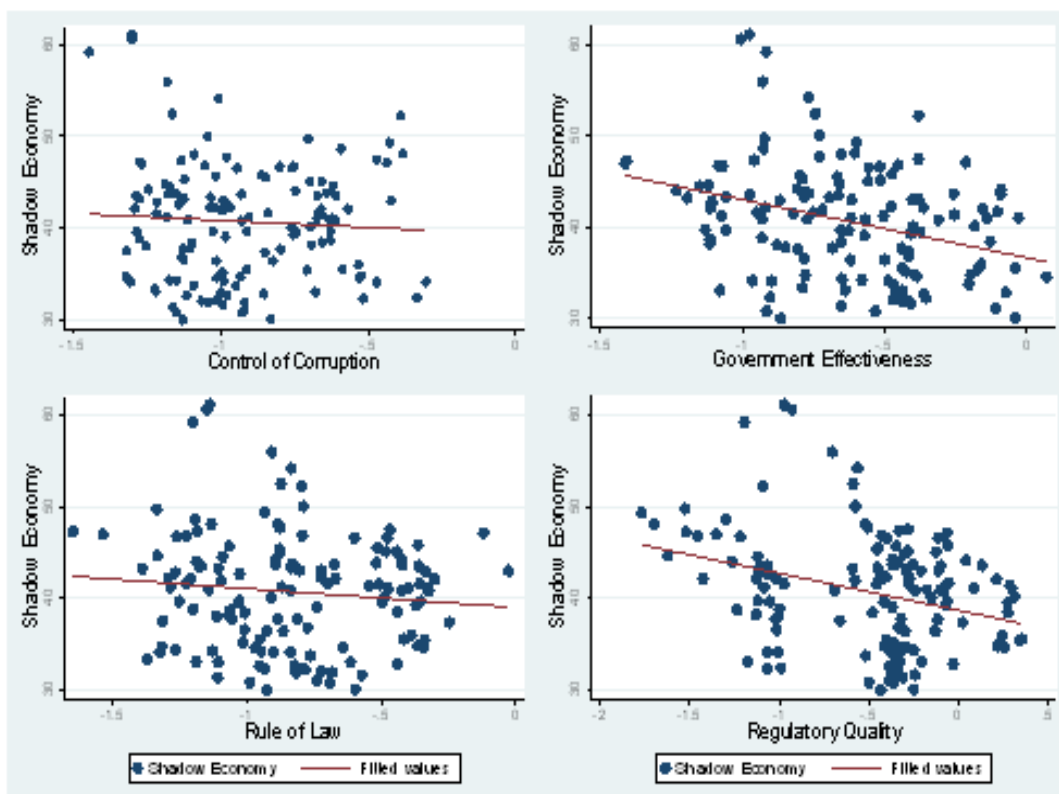 Shadow Economy
60
50
40
30
-1.5
-1
-.5
0
Control of Corruption
Shadow Economy
60
50
40
30
-1.5
-1
-.5
0
Government Effectiveness
Shadow Economy
60
50
40
30
-1.5
-1
-.5
0
Rule of Law
Shadow Economy
60
50
40
30
-2
-1.5
-1
-.5
0
.5
Regulatory Quality
Shadow Economy
Fitted values
Shadow Economy
Fitted values